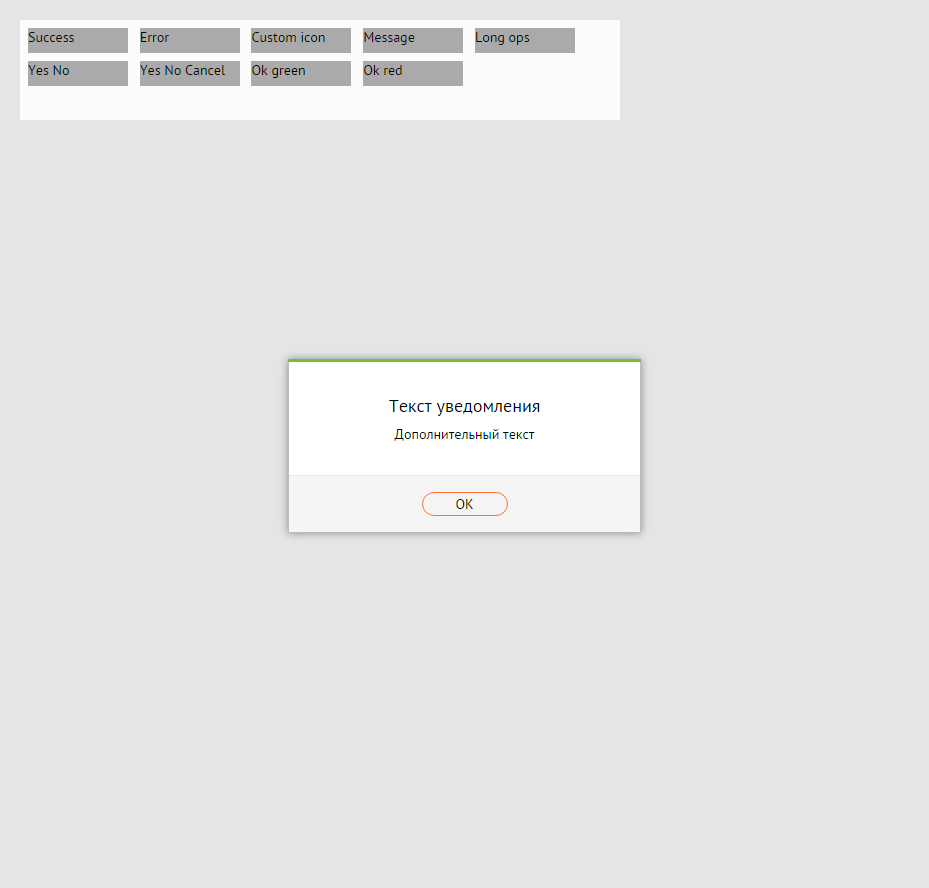 Success Error Custom icon Message Long ops
Yes No Yes No Cancel Ok green Ok red
Текст уведомления
Дополнительный текст
ОК